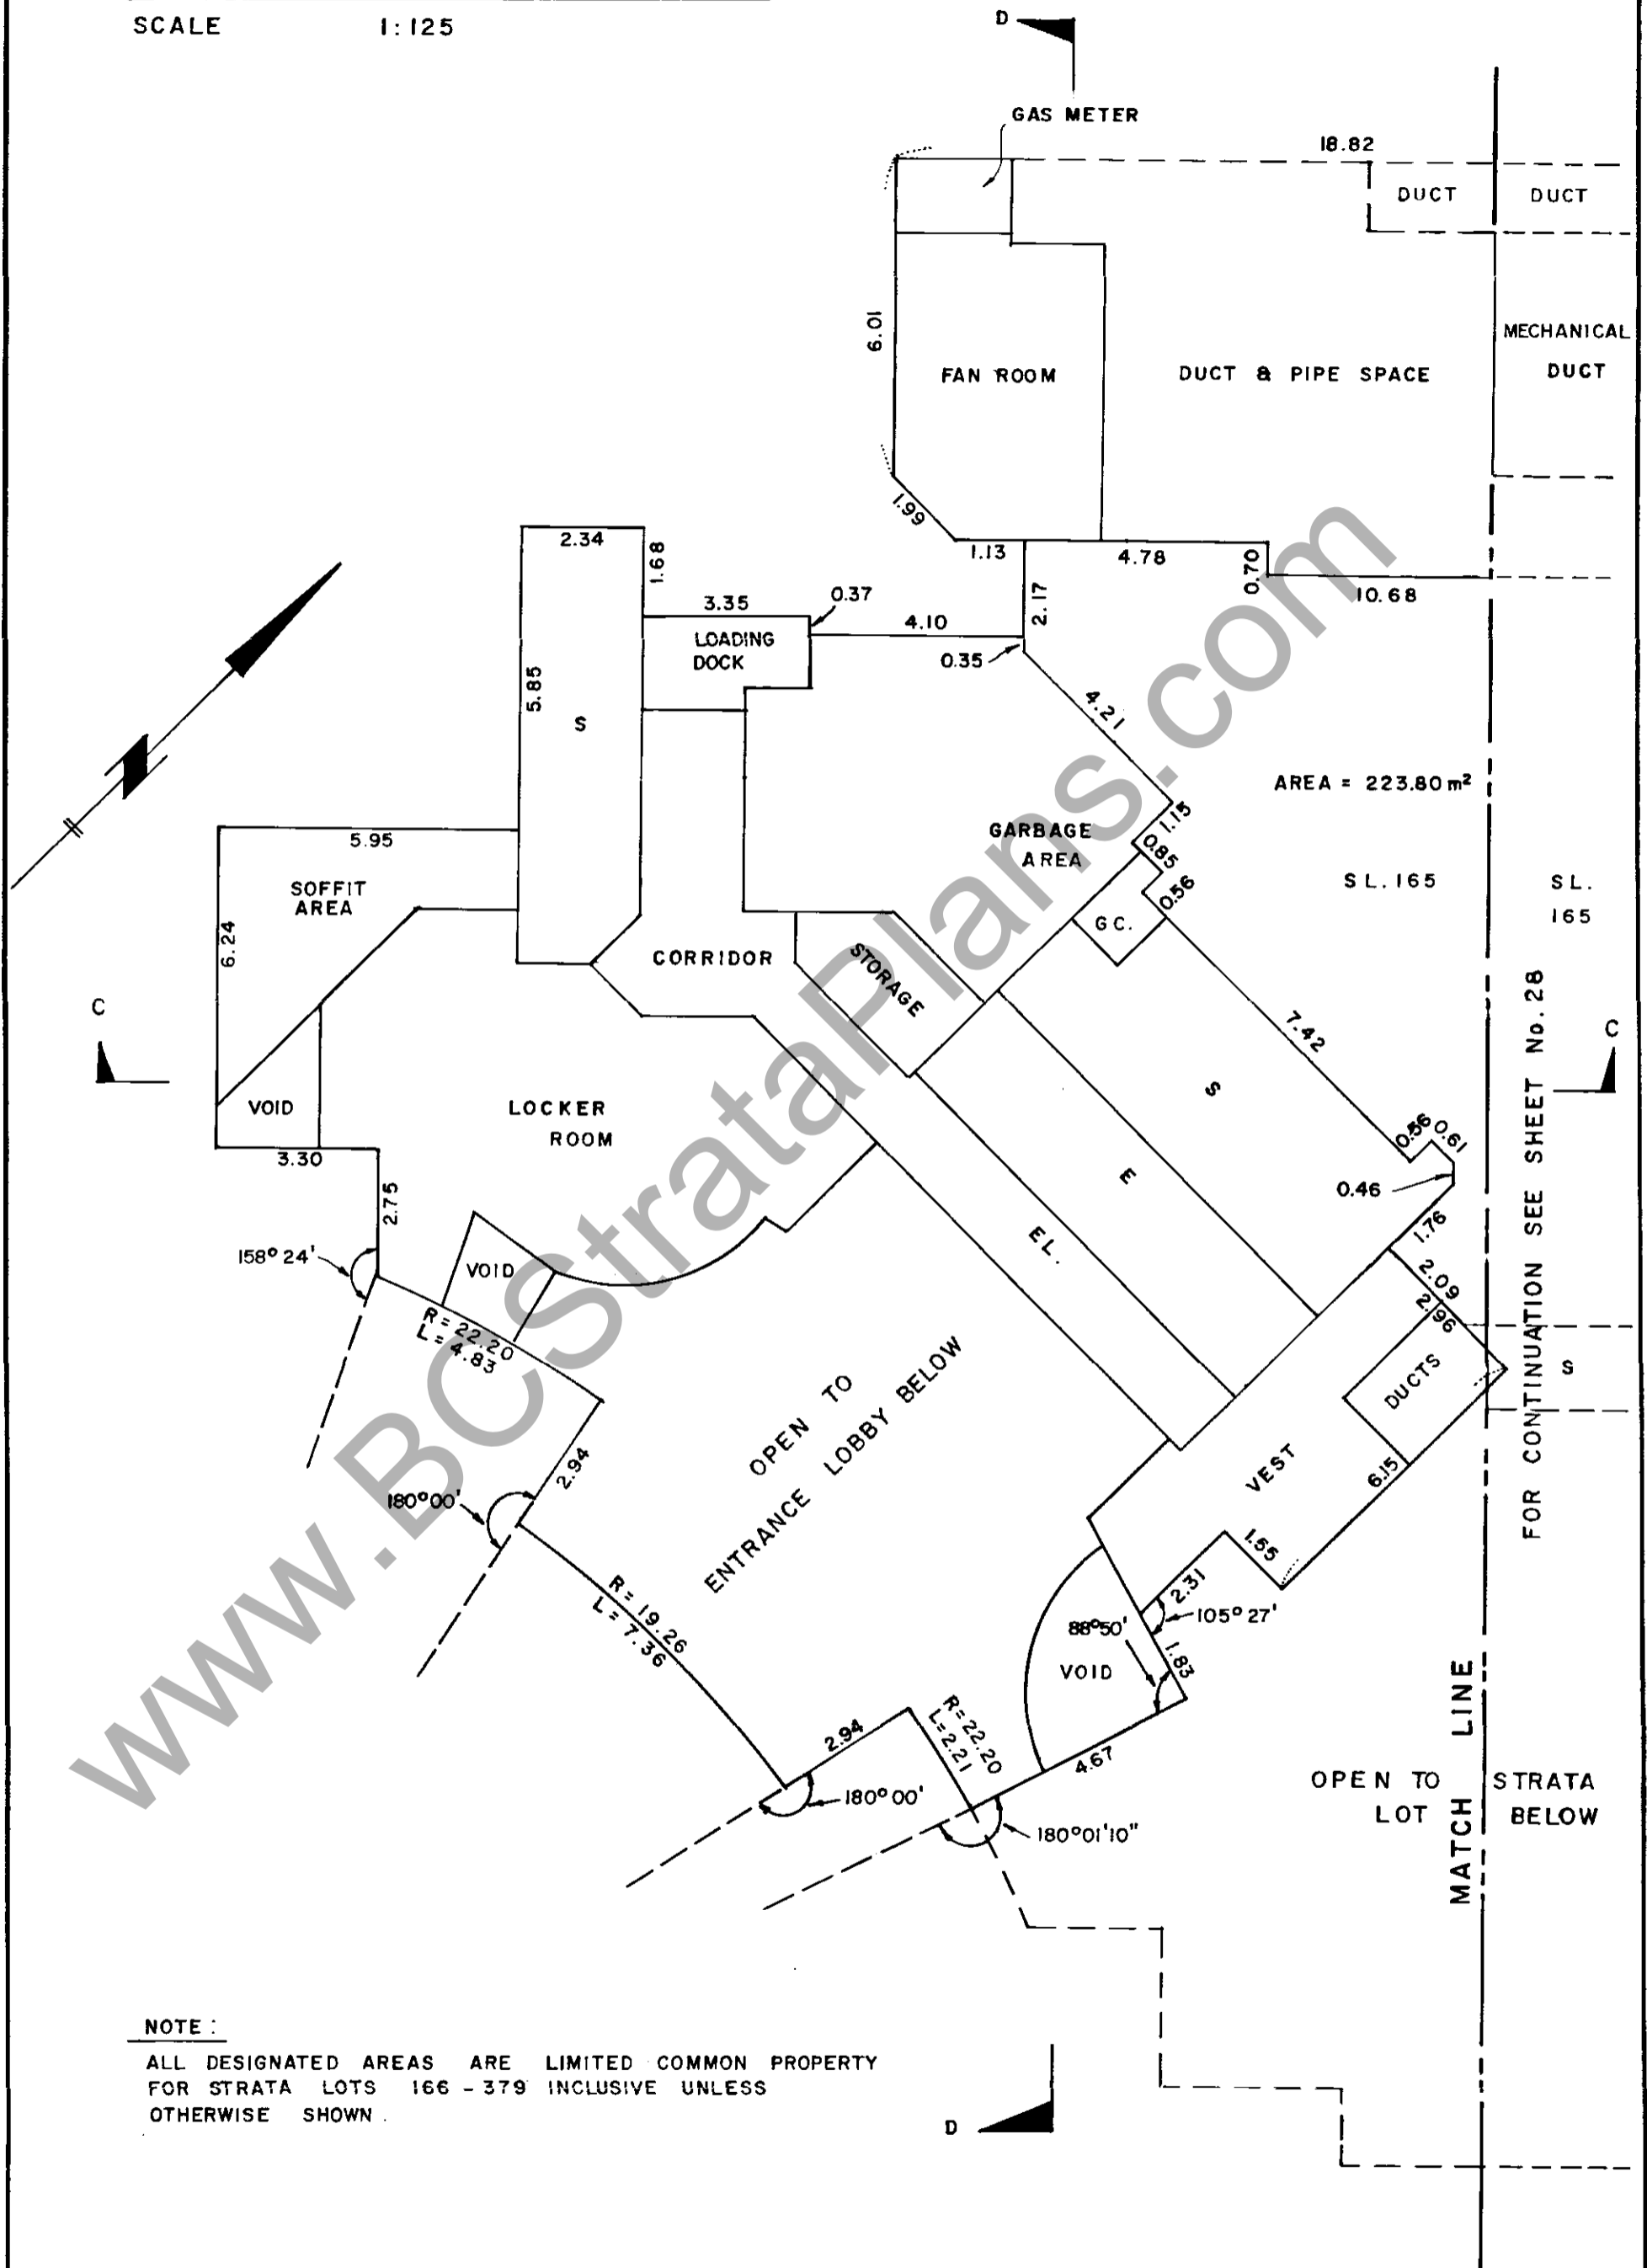 SCALE 1:125
D
GAS METER
18.82
DUCT
DUCT
6.01
FAN ROOM
DUCT & PIPE SPACE
MECHANICAL
DUCT
1.99
1.13
4.78
0.70
10.68
2.17
2.34
1.68
3.35
0.37
4.10
0.35
LOADING
DOCK
5.85
S
4.21
AREA = 223.80 m²
1.15
0.85
0.56
GARBAGE
AREA
SL. 165
SL.
165
5.95
SOFFIT
AREA
6.24
G C.
CORRIDOR
STORAGE
C
C
7.42
VOID
LOCKER
ROOM
3.30
2.75
S
E
EL.
0.56
0.61
0.46
1.76
2.09
2.96
158° 24'
VOID
R = 22.20
L = 4.83
DUCTS
S
OPEN TO
ENTRANCE LOBBY BELOW
2.94
180°00'
VEST
6.15
1.55
2.31
105° 27'
88°50'
1.83
VOID
R = 19.26
L = 7.36
2.94
R=22.20
L=2.21
4.67
180° 00'
180°01'10"
FOR CONTINUATION SEE SHEET No. 28
MATCH LINE
OPEN TO STRATA
LOT BELOW
NOTE :
ALL DESIGNATED AREAS ARE LIMITED COMMON PROPERTY
FOR STRATA LOTS 166 - 379 INCLUSIVE UNLESS
OTHERWISE SHOWN .
D
www.BCStrataPlans.com